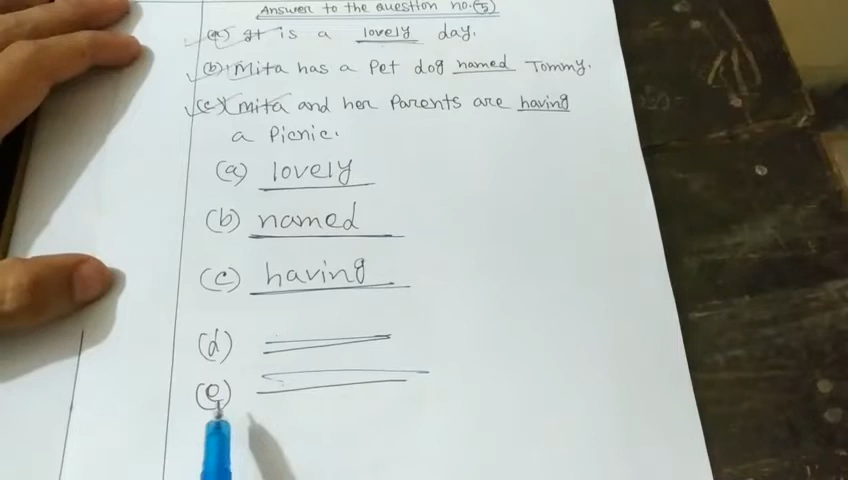 Answer to the question no. (5)
(a) It is a lovely day.
(b) Mita has a Pet dog named Tommy.
(c) Mita and her Parents are having
a Picnic.
(a) lovely
(b) named
(c) having
(d)
(e)